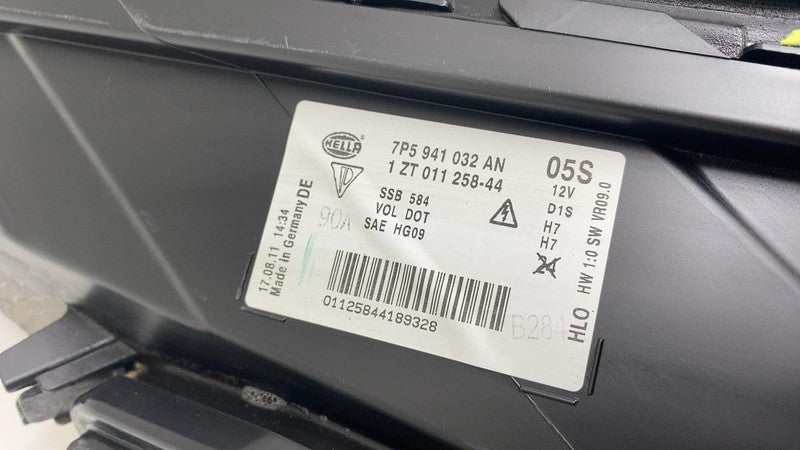 HELLA
7P5 941 032 AN
1 ZT 011 258-44
05S
12V
D1S
H7
H7
24
SSB 584
VOL DOT
SAE HG09
90A
17.08.11 14:34
Made in Germany DE
01125844189328
B284
HLO HW 1:0 SW VR09.0